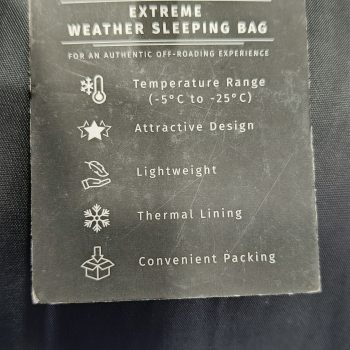 EXTREME
WEATHER SLEEPING BAG
FOR AN AUTHENTIC OFF-ROADING EXPERIENCE
Temperature Range
(-5°C to -25°C)
Attractive Design
Lightweight
Thermal Lining
Convenient Packing